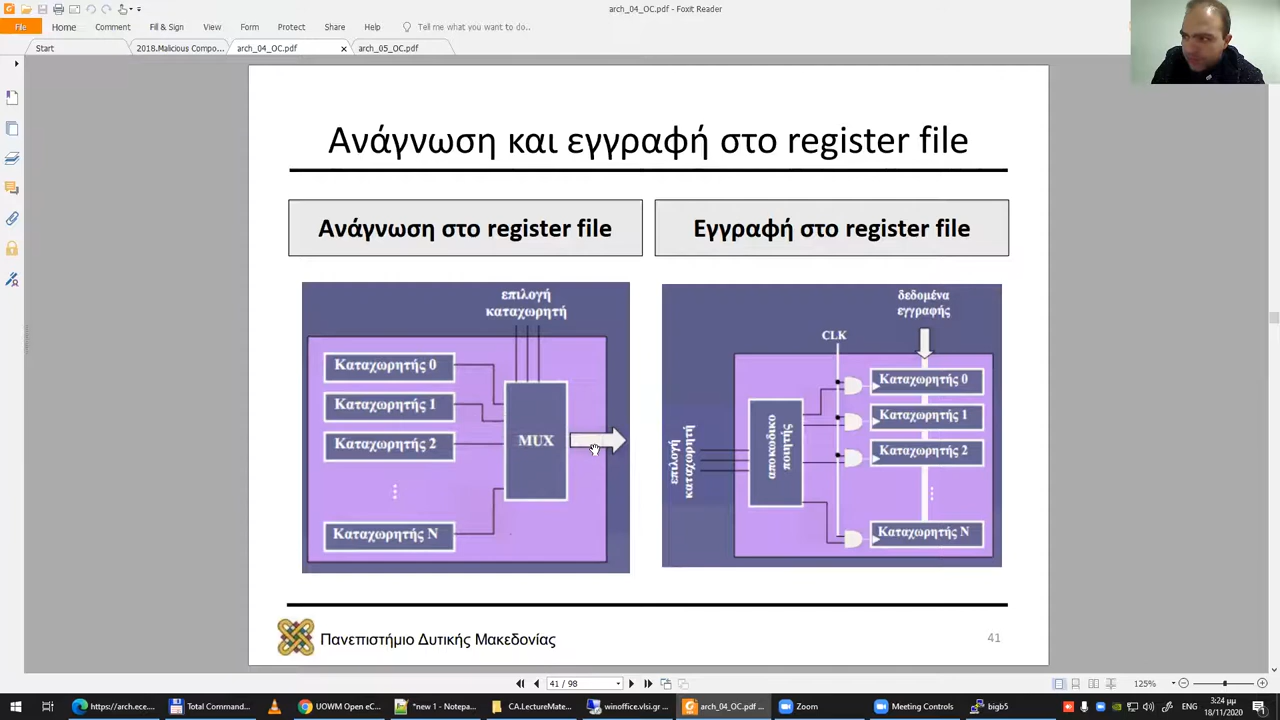 arch_04_OC.pdf - Foxit Reader
File Home Comment Fill & Sign View Form Protect Share Help Tell me what you want to do..
Start 2018.Malicious Compo... arch_04_OC.pdf arch_05_OC.pdf
Ανάγνωση και εγγραφή στο register file
Ανάγνωση στο register file
Εγγραφή στο register file
επιλογή
καταχωρητή
Καταχωρητής 0
Καταχωρητής 1
Καταχωρητής 2
Καταχωρητής N
MUX
δεδομένα
εγγραφής
CLK
επιλογή
καταχωρητή
αποκωδικο
ποιητής
Καταχωρητής 0
Καταχωρητής 1
Καταχωρητής 2
Καταχωρητής N
Πανεπιστήμιο Δυτικής Μακεδονίας
41
41 / 98
125%
https://arch.ece.... Total Command... UOWM Open eC... *new 1 - Notepa... CA.LectureMate... winoffice.vlsi.gr ... arch_04_OC.pdf ... Zoom Meeting Controls bigb5
ENG
3:24 μμ
18/11/2020